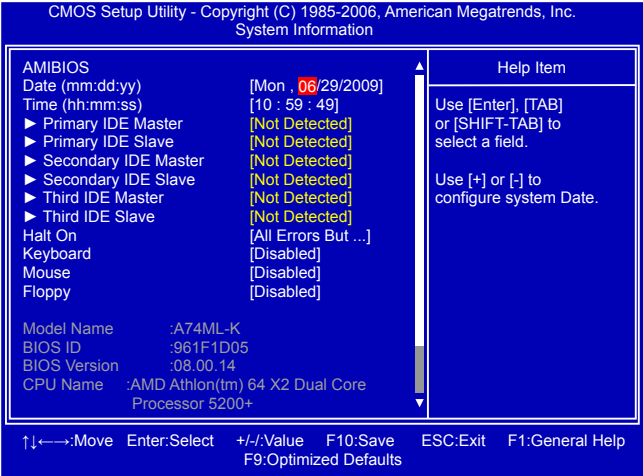 CMOS Setup Utility - Copyright (C) 1985-2006, American Megatrends, Inc.
System Information
AMIBIOS
Date (mm:dd:yy) [Mon , 06/29/2009]
Time (hh:mm:ss) [10 : 59 : 49]
► Primary IDE Master [Not Detected]
► Primary IDE Slave [Not Detected]
► Secondary IDE Master [Not Detected]
► Secondary IDE Slave [Not Detected]
► Third IDE Master [Not Detected]
► Third IDE Slave [Not Detected]
Halt On [All Errors But ...]
Keyboard [Disabled]
Mouse [Disabled]
Floppy [Disabled]
Model Name :A74ML-K
BIOS ID :961F1D05
BIOS Version :08.00.14
CPU Name :AMD Athlon(tm) 64 X2 Dual Core
Processor 5200+
Help Item
Use [Enter], [TAB]
or [SHIFT-TAB] to
select a field.
Use [+] or [-] to
configure system Date.
↑↓←→:Move Enter:Select +/-/:Value F10:Save ESC:Exit F1:General Help
F9:Optimized Defaults